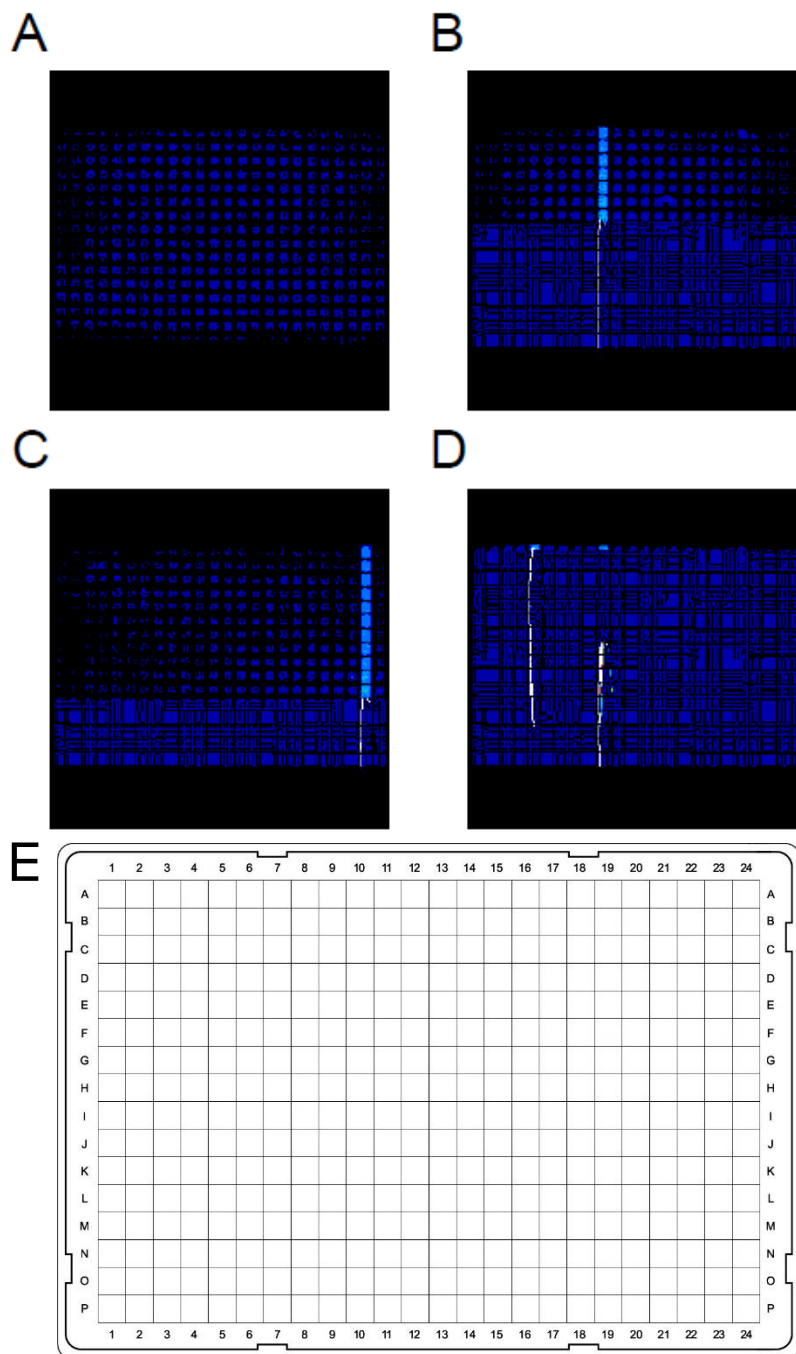 A
B
C
D
E
1 2 3 4 5 6 7 8 9 10 11 12 13 14 15 16 17 18 19 20 21 22 23 24
A A
B B
C C
D D
E E
F F
G G
H H
I I
J J
K K
L L
M M
N N
O O
P P
1 2 3 4 5 6 7 8 9 10 11 12 13 14 15 16 17 18 19 20 21 22 23 24